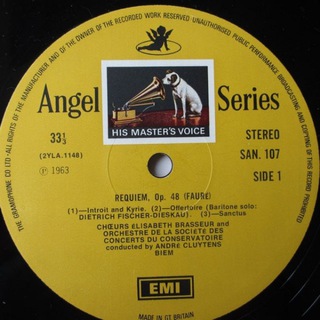 THE GRAMOPHONE CO LTD · ALL RIGHTS OF THE MANUFACTURER AND OF THE OWNER OF THE RECORDED WORK RESERVED · UNAUTHORISED PUBLIC PERFORMANCE BROADCASTING AND COPYING OF THIS RECORD PROHIBITED
Angel Series
HIS MASTER'S VOICE
33⅓
(2YLA.1148)
Ⓟ 1963
STEREO
SAN. 107
SIDE 1
REQUIEM, Op. 48 (FAURE)
(1)—Introit and Kyrie. (2)—Offertoire (Baritone solo:
DIETRICH FISCHER-DIESKAU). (3)—Sanctus
CHŒURS ELISABETH BRASSEUR and
ORCHESTRE DE LA SOCIETE DES
CONCERTS DU CONSERVATOIRE
conducted by ANDRE CLUYTENS
BIEM
EMI
MADE IN GT BRITAIN